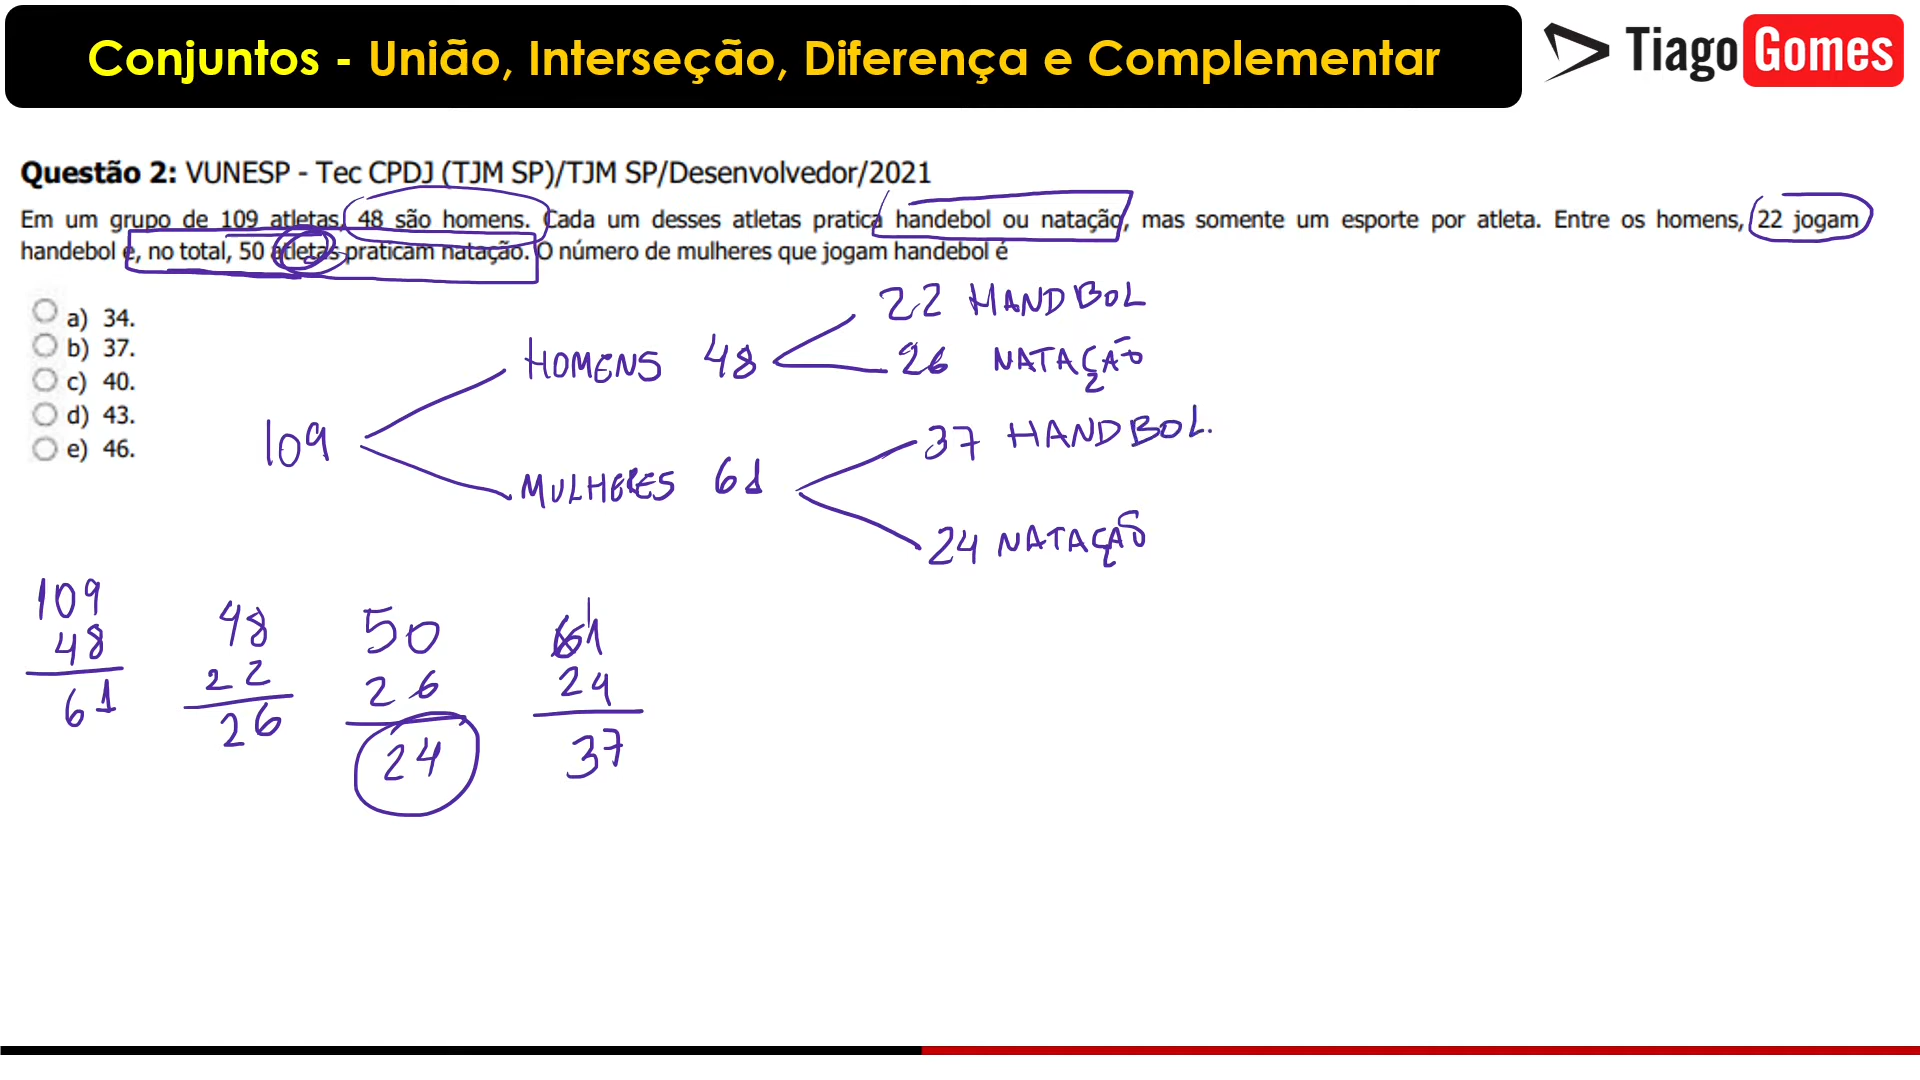 Conjuntos - União, Interseção, Diferença e Complementar
Tiago Gomes
Questão 2: VUNESP - Tec CPDJ (TJM SP)/TJM SP/Desenvolvedor/2021
Em um grupo de 109 atletas, 48 são homens. Cada um desses atletas pratica handebol ou natação, mas somente um esporte por atleta. Entre os homens, 22 jogam
handebol e, no total, 50 atletas praticam natação. O número de mulheres que jogam handebol é
a) 34.
b) 37.
c) 40.
d) 43.
e) 46.
22 HANDBOL
HOMENS 48
26 NATAÇÃO
109
37 HANDBOL.
MULHERES 61
24 NATAÇÃO
109
48
61
48
22
26
50
26
24
61
24
37